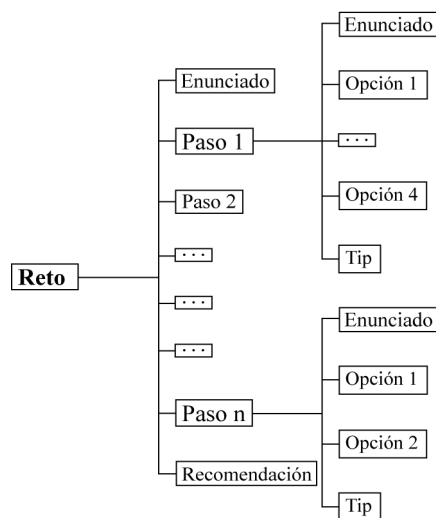 Reto
Enunciado
Paso 1
Paso 2
...
...
...
Paso n
Recomendación
Enunciado
Opción 1
...
Opción 4
Tip
Enunciado
Opción 1
Opción 2
Tip